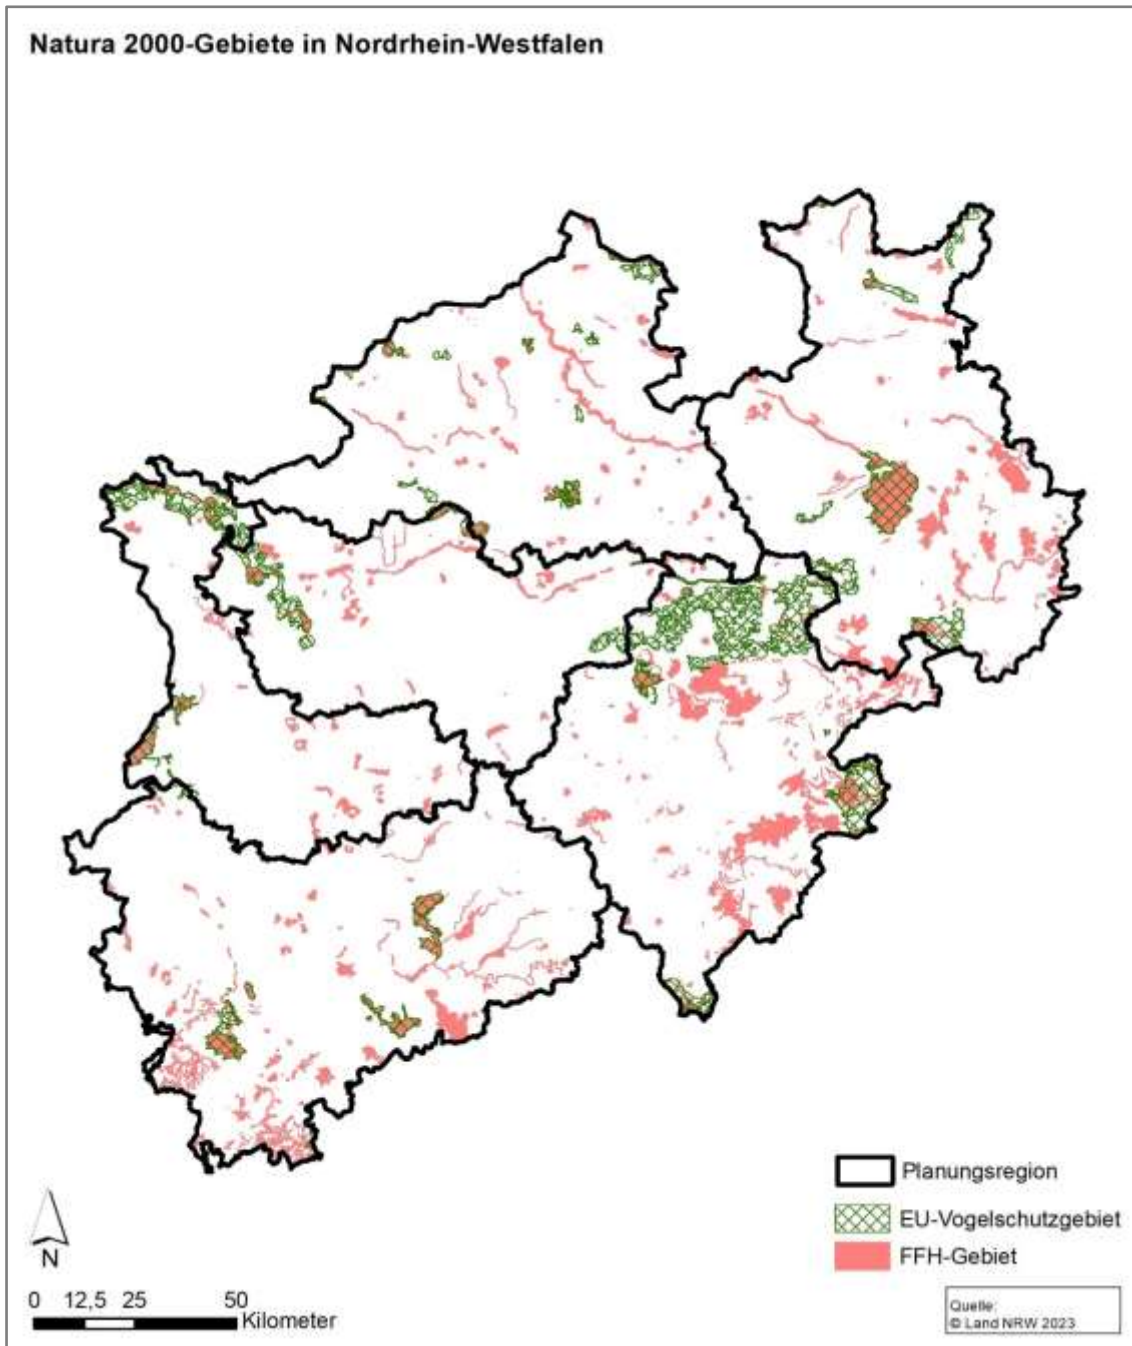 Natura 2000-Gebiete in Nordrhein-Westfalen
Planungsregion
EU-Vogelschutzgebiet
FFH-Gebiet
N
0 12,5 25 50
Kilometer
Quelle:
© Land NRW 2023